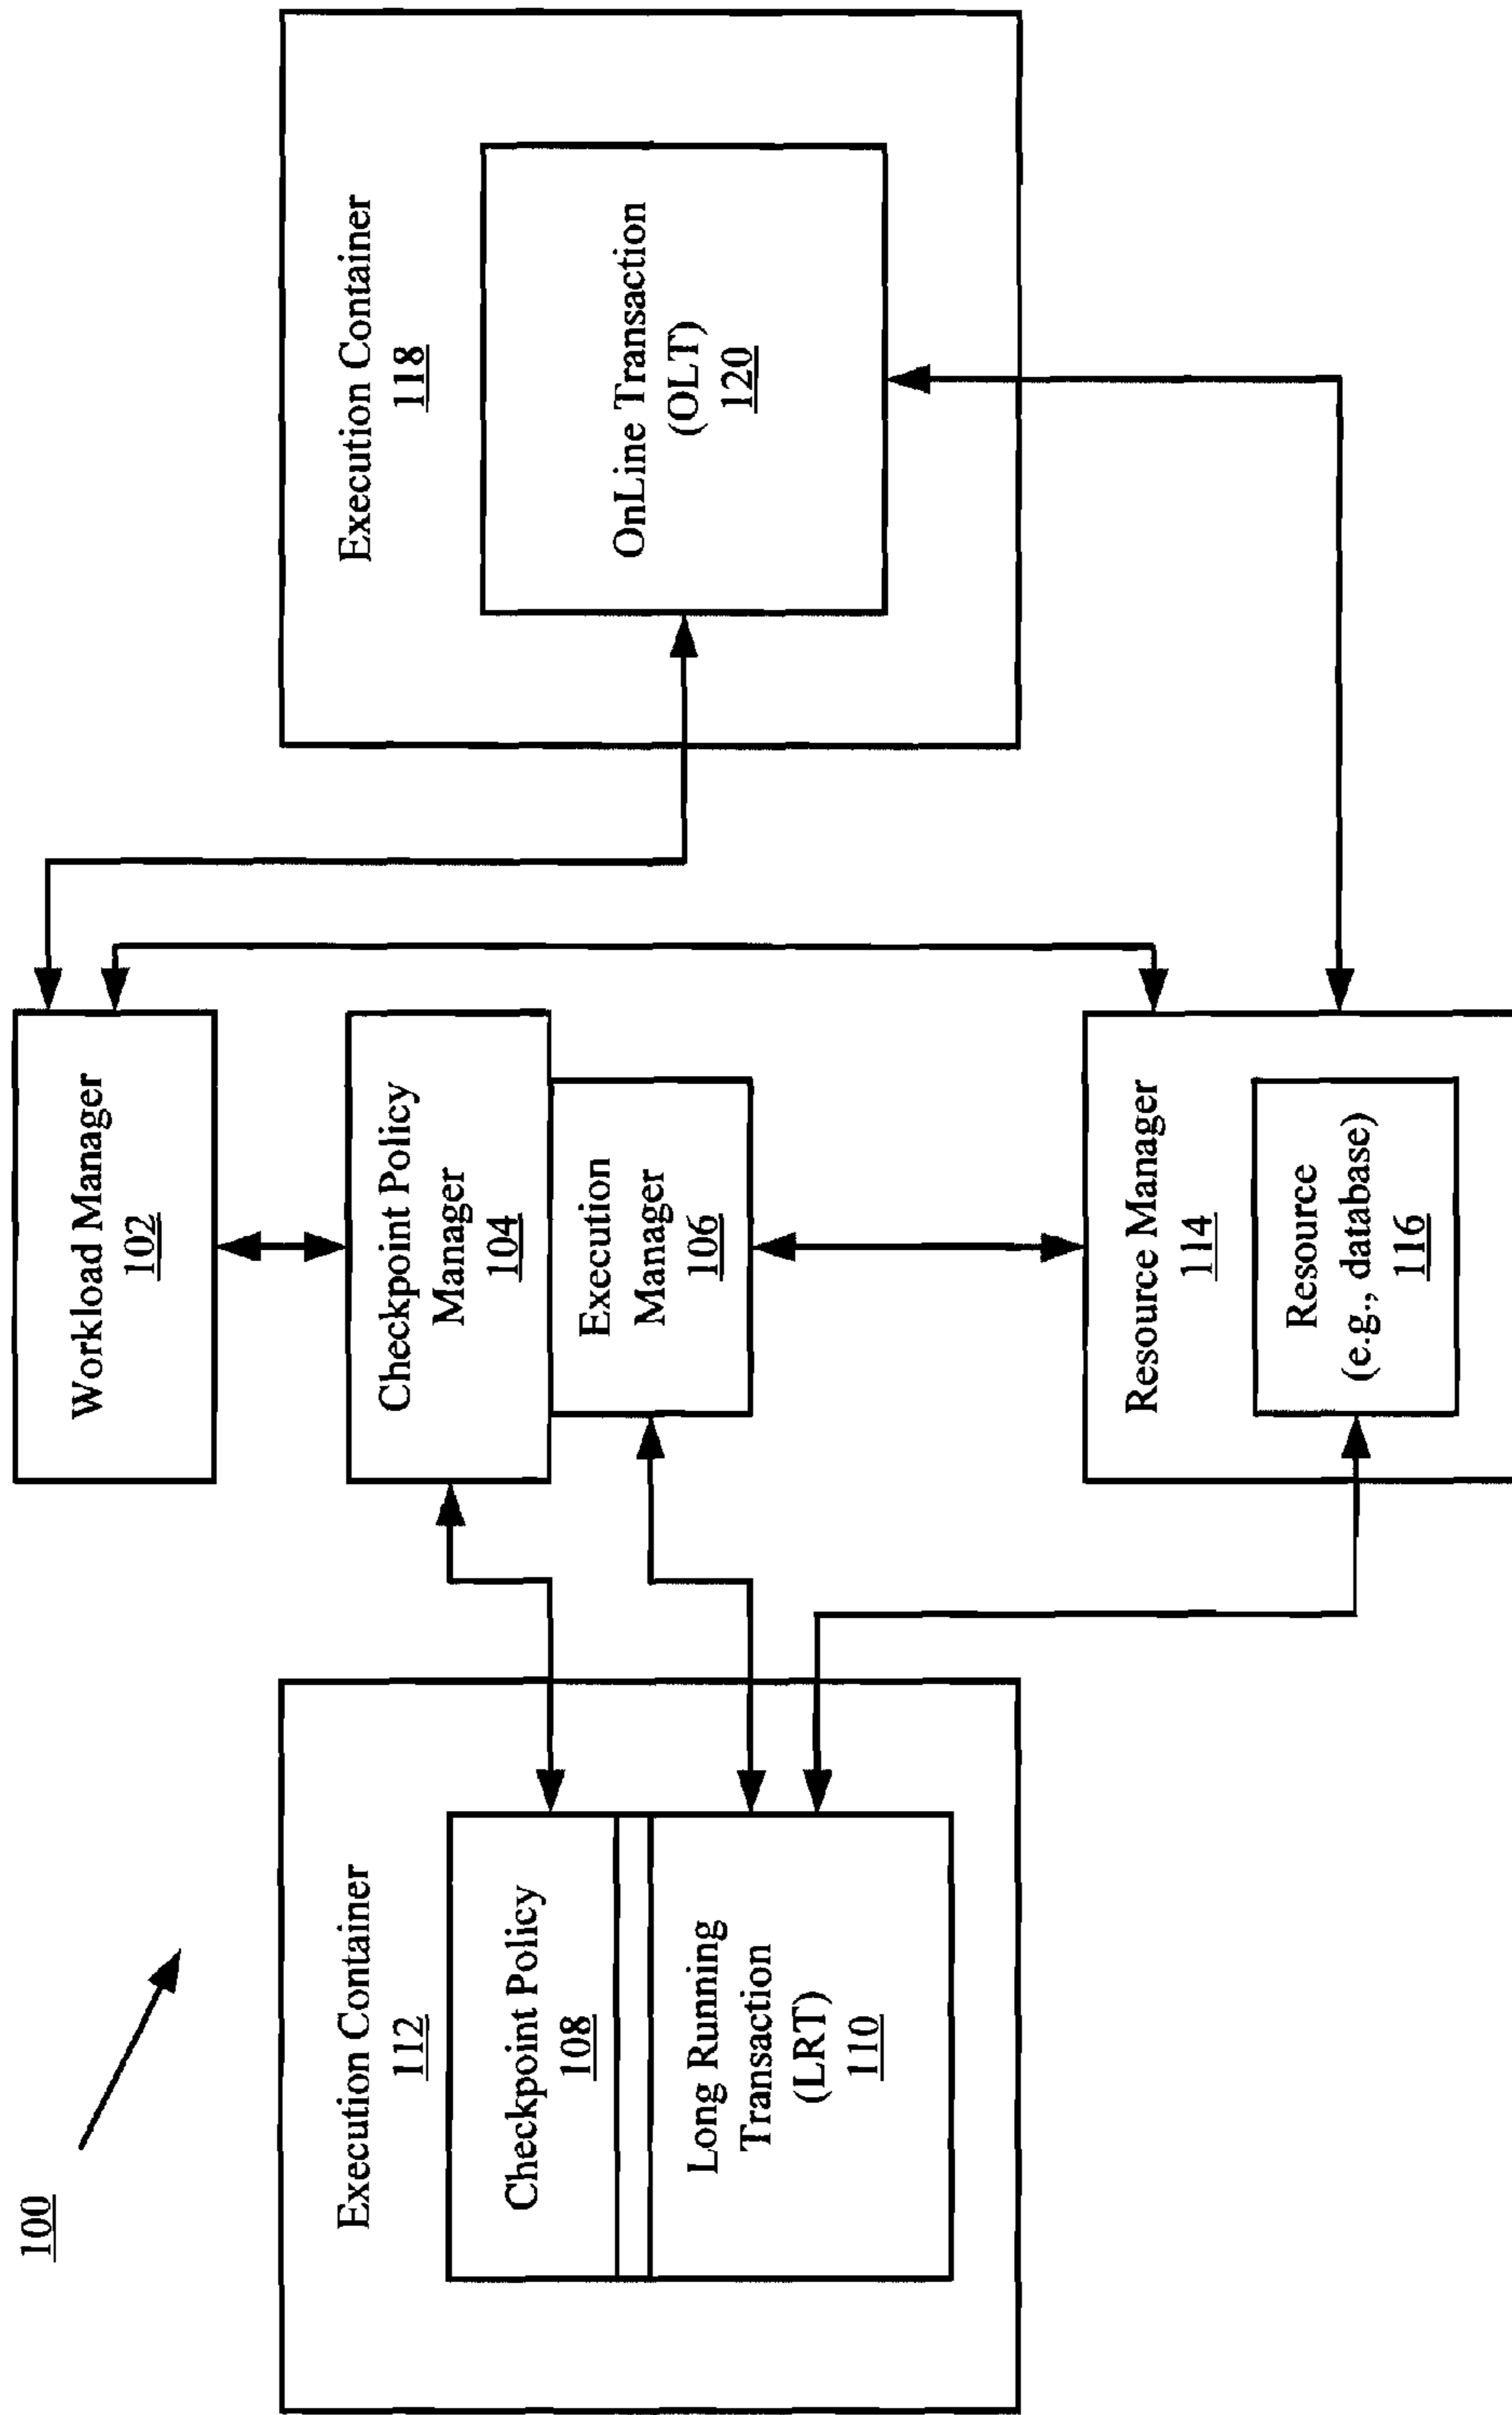 100
Execution Container
112
Checkpoint Policy
108
Long Running
Transaction
(LRT)
110
Workload Manager
102
Checkpoint Policy
Manager
104
Execution
Manager
106
Resource Manager
114
Resource
(e.g., database)
116
Execution Container
118
OnLine Transaction
(OLT)
120